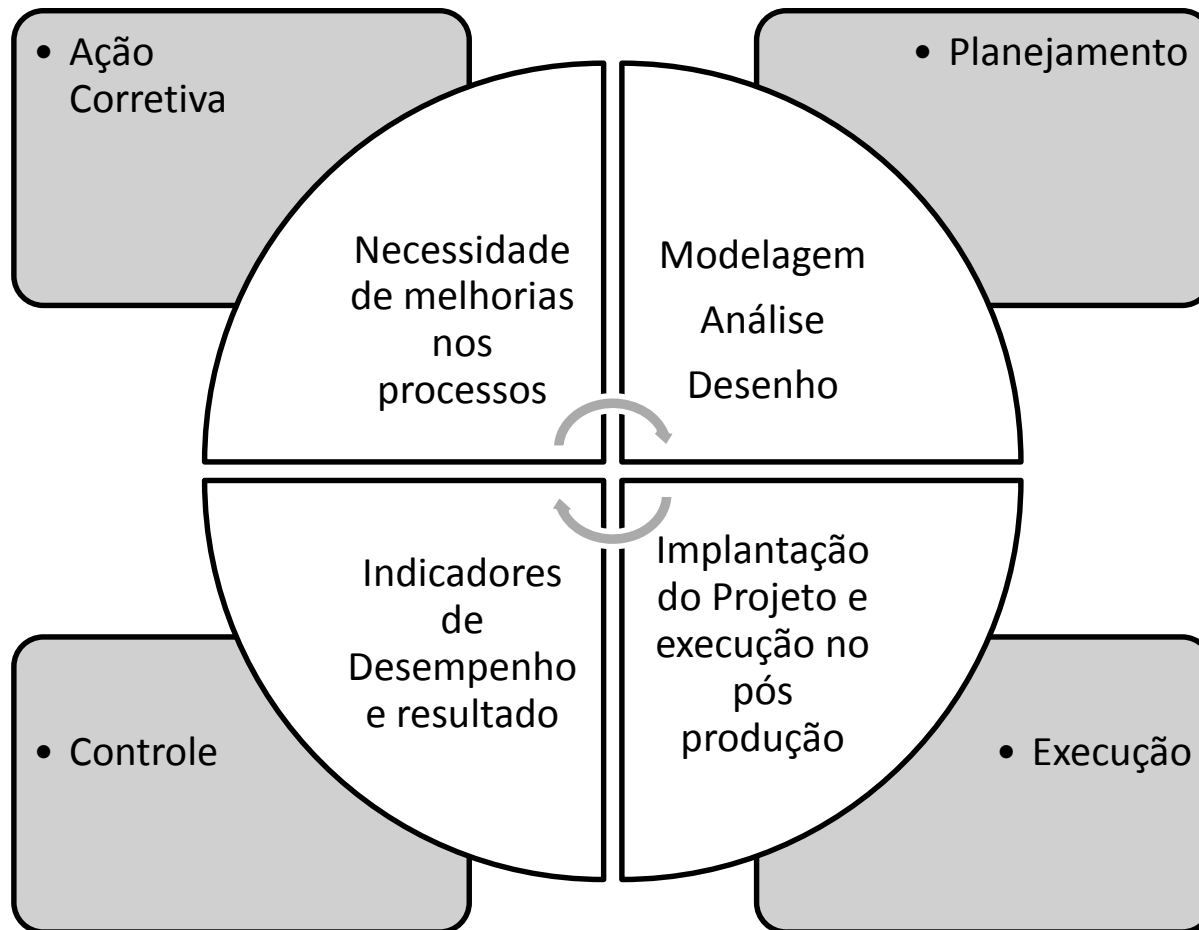 • Ação
Corretiva
• Planejamento
Necessidade
de melhorias
nos
processos
Modelagem
Análise
Desenho
Indicadores
de
Desempenho
e resultado
Implantação
do Projeto e
execução no
pós
produção
• Controle
• Execução